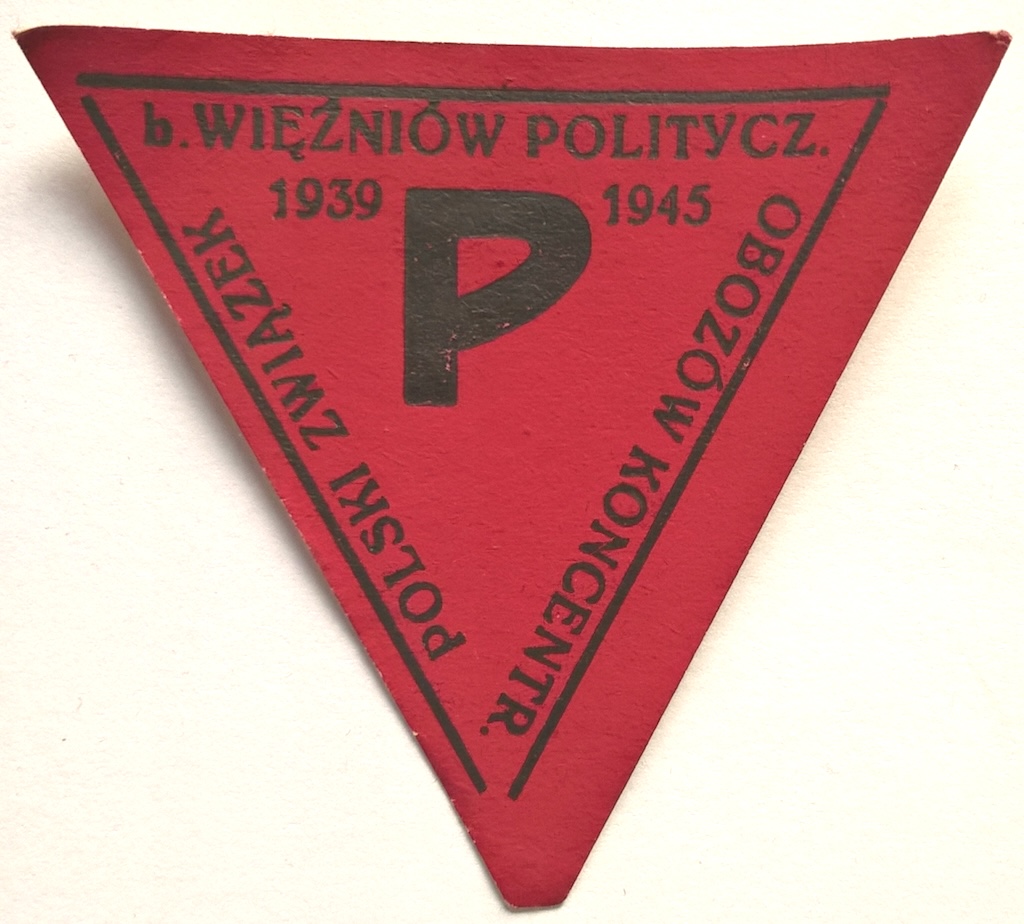 POLSKI ZWIĄZEK
b. WIĘŹNIÓW POLITYCZ.
OBOZÓW KONCENTR.
1939 1945
P